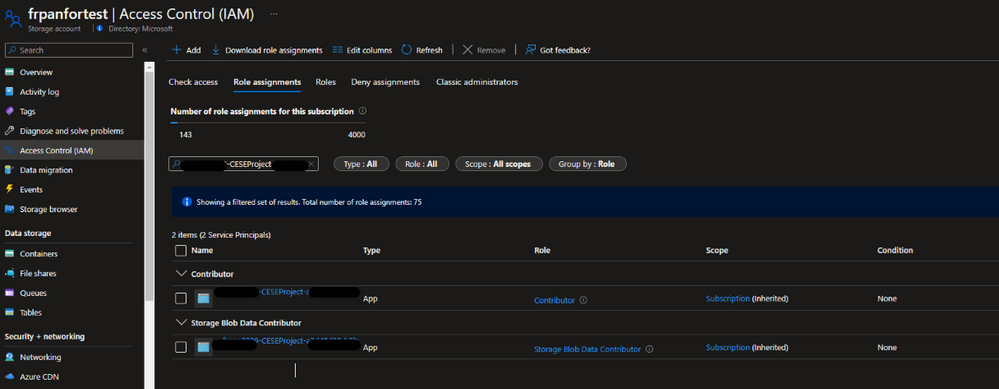 frpanfortest | Access Control (IAM) ...
Storage account | Directory: Microsoft
Search
«
Add Download role assignments Edit columns Refresh Remove Got feedback?
Overview
Activity log
Tags
Diagnose and solve problems
Access Control (IAM)
Data migration
Events
Storage browser
Data storage
Containers
File shares
Queues
Tables
Security + networking
Networking
Azure CDN
Check access Role assignments Roles Deny assignments Classic administrators
Number of role assignments for this subscription
143 4000
-CESEProject
Type : All Role : All Scope : All scopes Group by : Role
Showing a filtered set of results. Total number of role assignments: 75
2 items (2 Service Principals)
Name Type Role Scope Condition
Contributor
-CESEProject- App Contributor Subscription (Inherited) None
Storage Blob Data Contributor
-CESEProject- App Storage Blob Data Contributor Subscription (Inherited) None